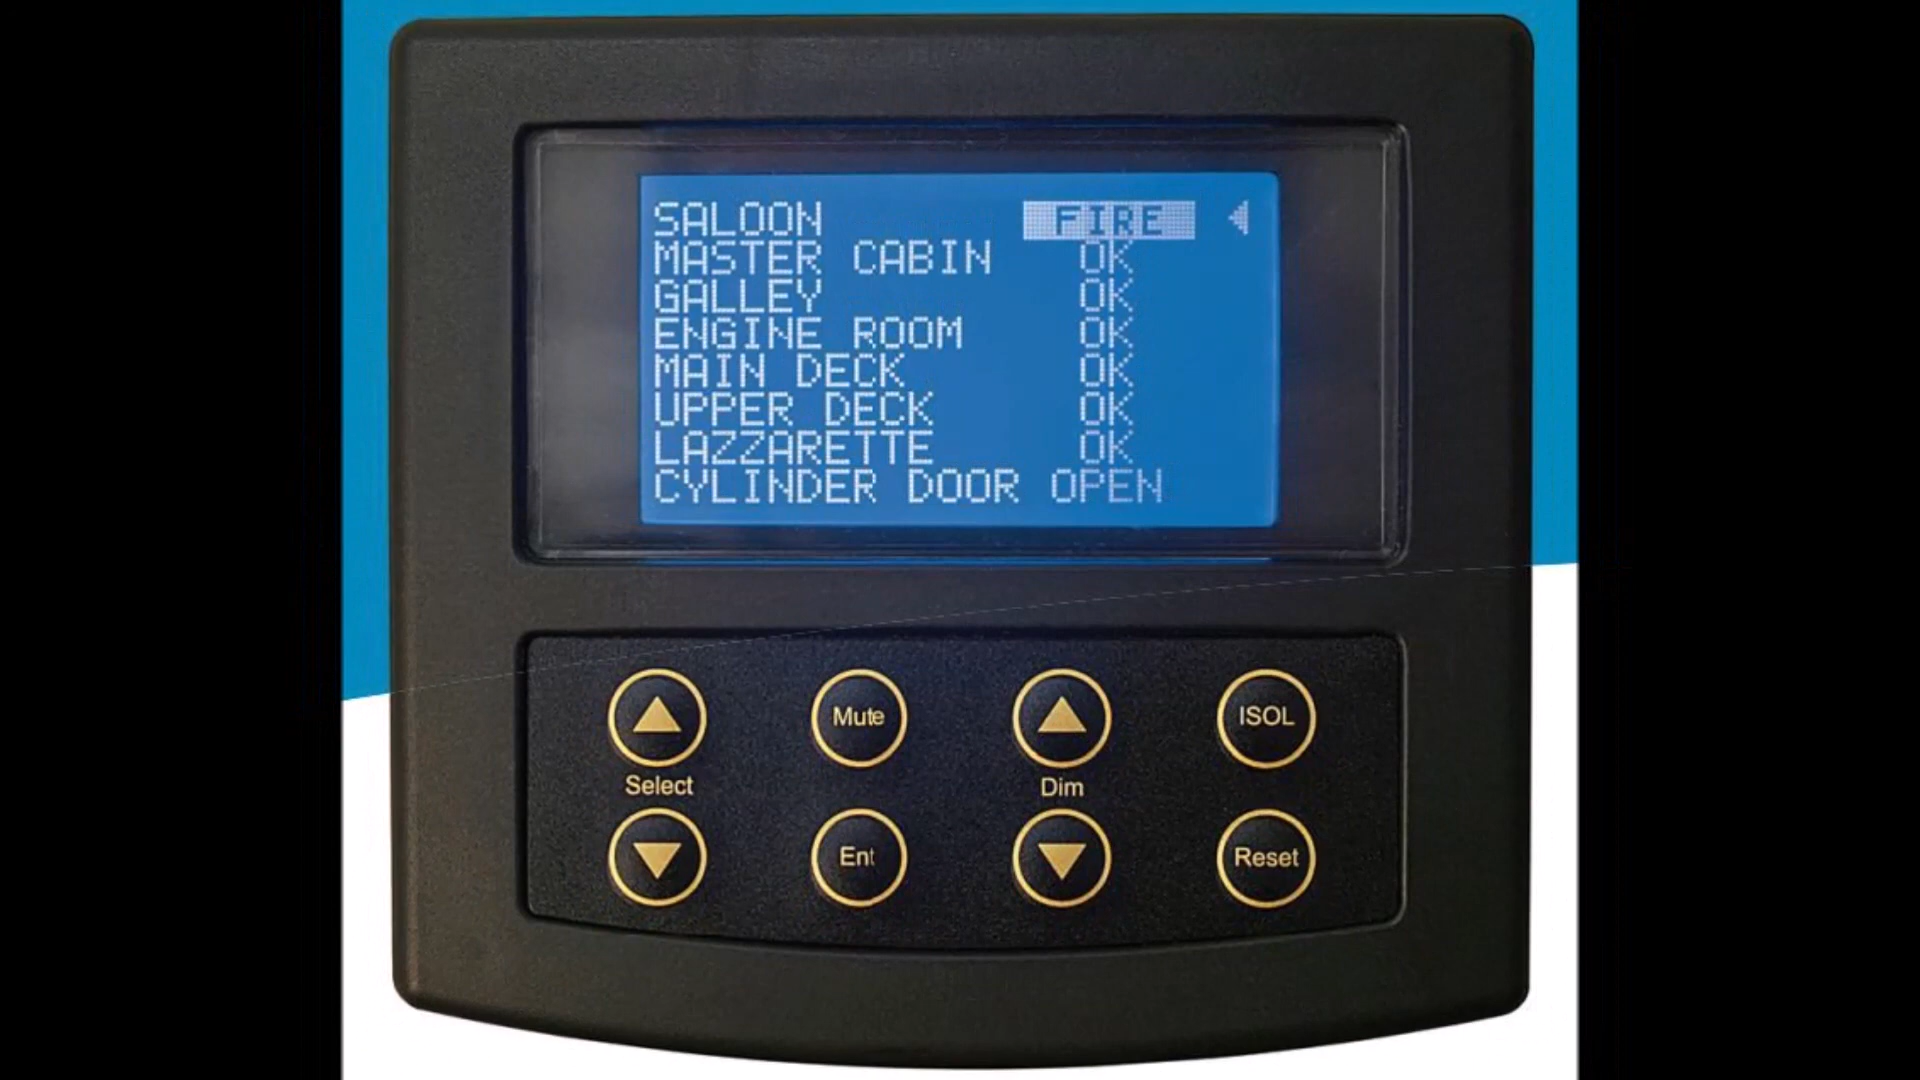 SALOON FIRE
MASTER CABIN OK
GALLEY OK
ENGINE ROOM OK
MAIN DECK OK
UPPER DECK OK
LAZZARETTE OK
CYLINDER DOOR OPEN
Mute
ISOL
Select
Dim
Ent
Reset